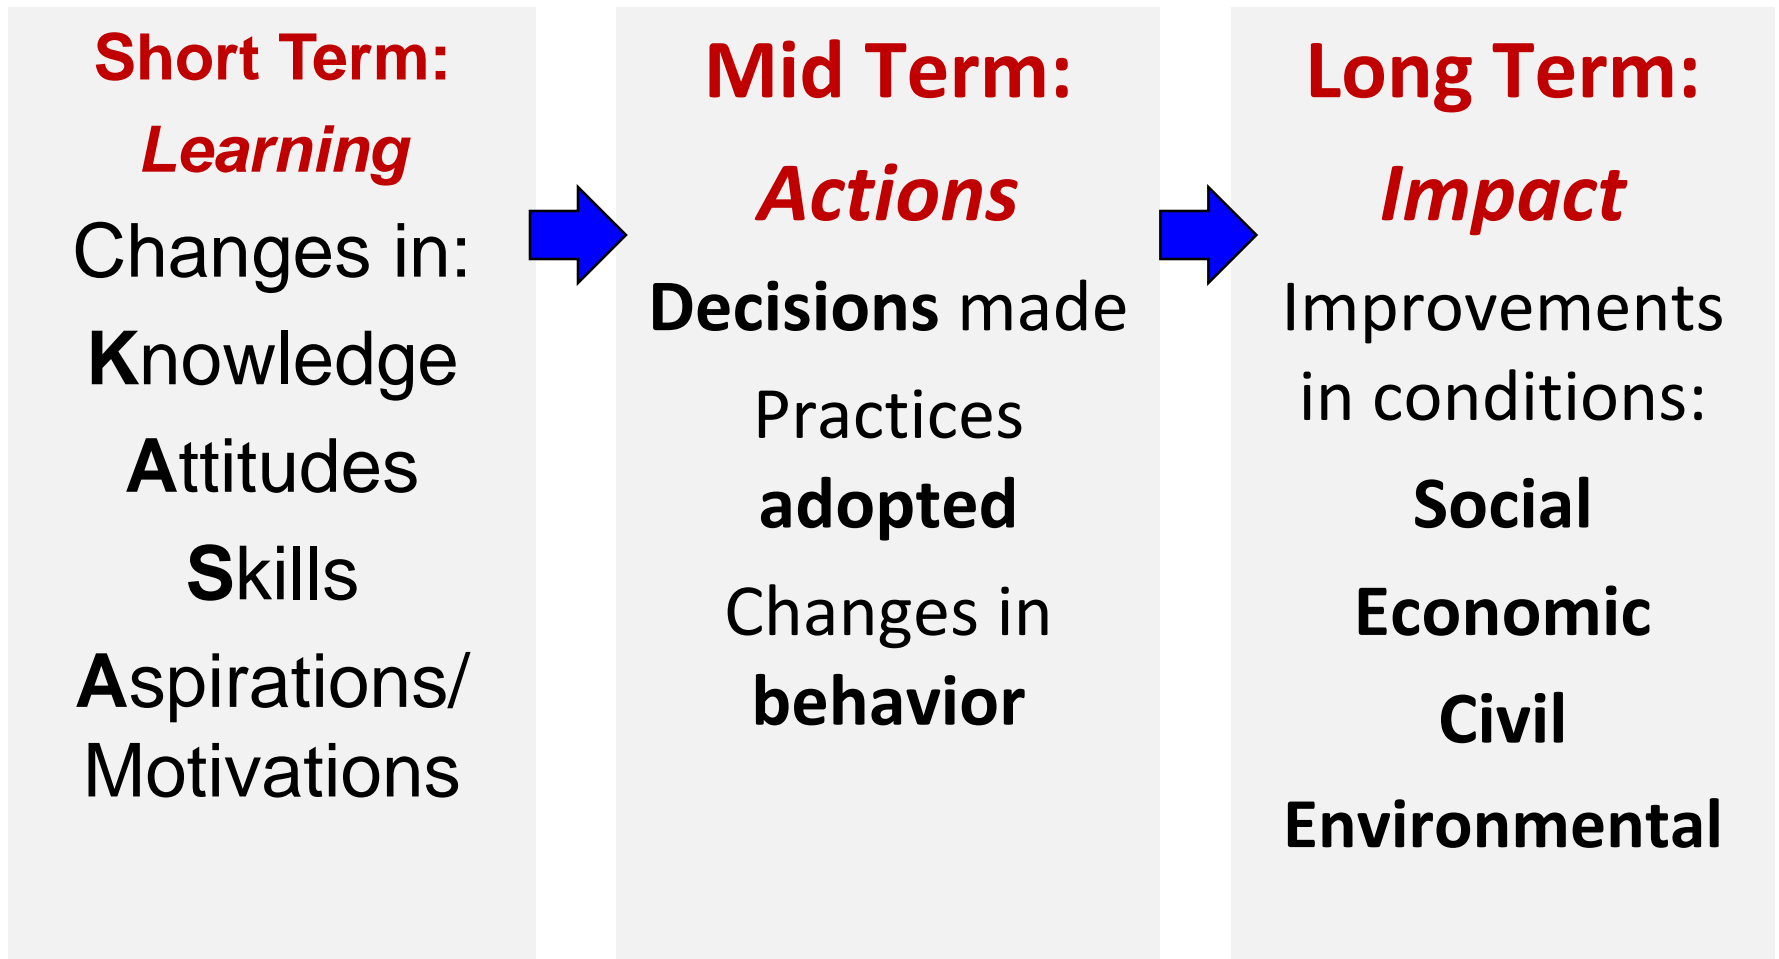 Short Term:
Learning
Changes in:
Knowledge
Attitudes
Skills
Aspirations/
Motivations
Mid Term:
Actions
Decisions made
Practices
adopted
Changes in
behavior
Long Term:
Impact
Improvements
in conditions:
Social
Economic
Civil
Environmental